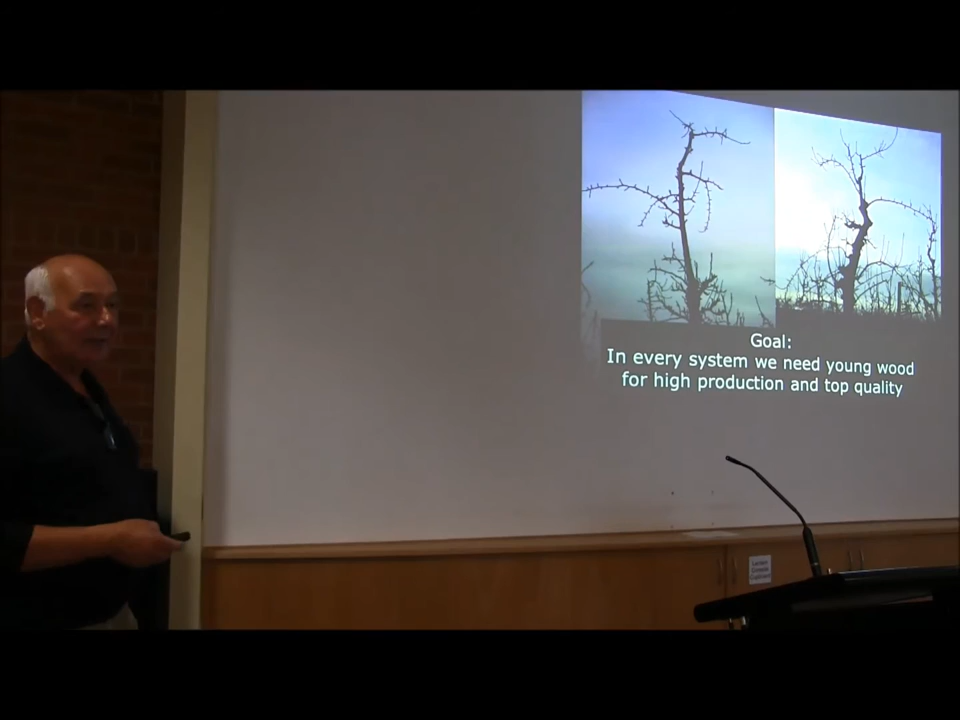 Goal:
In every system we need young wood
for high production and top quality